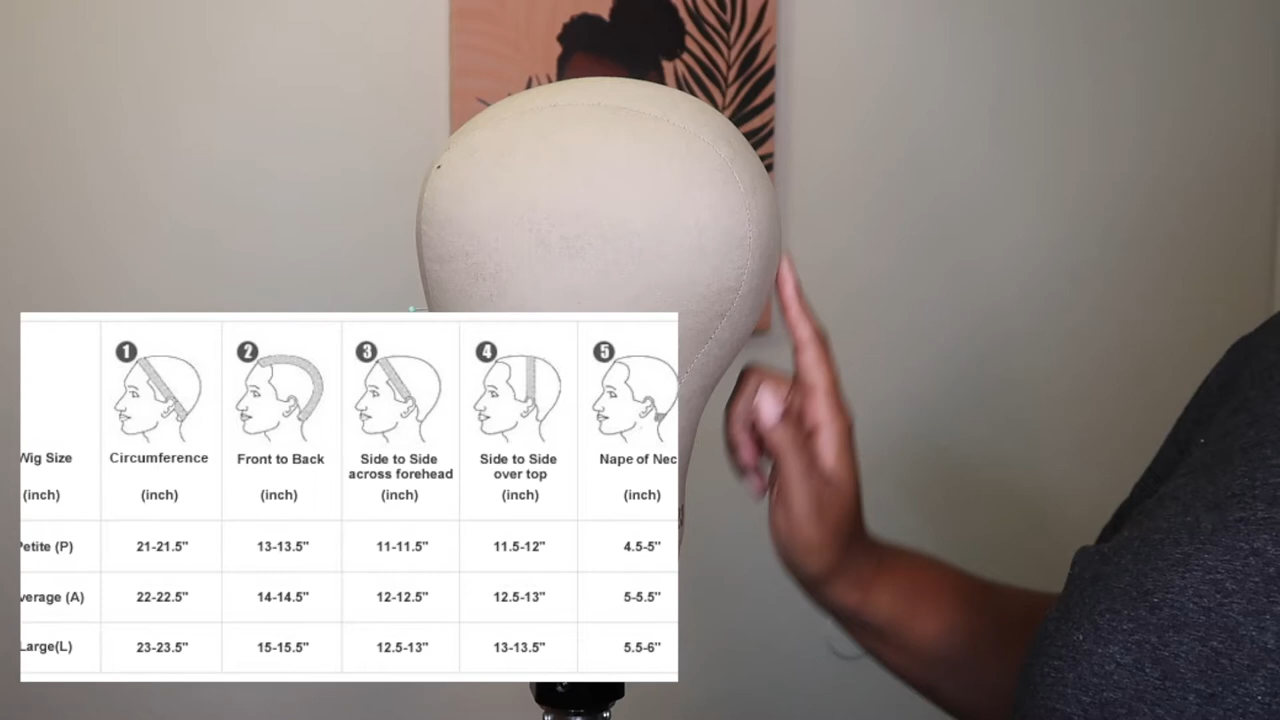 1 2 3 4 5
Wig Size Circumference Front to Back Side to Side across forehead Side to Side over top Nape of Nec
(inch) (inch) (inch) (inch) (inch) (inch)
Petite (P) 21-21.5" 13-13.5" 11-11.5" 11.5-12" 4.5-5"
verage (A) 22-22.5" 14-14.5" 12-12.5" 12.5-13" 5-5.5"
Large(L) 23-23.5" 15-15.5" 12.5-13" 13-13.5" 5.5-6"